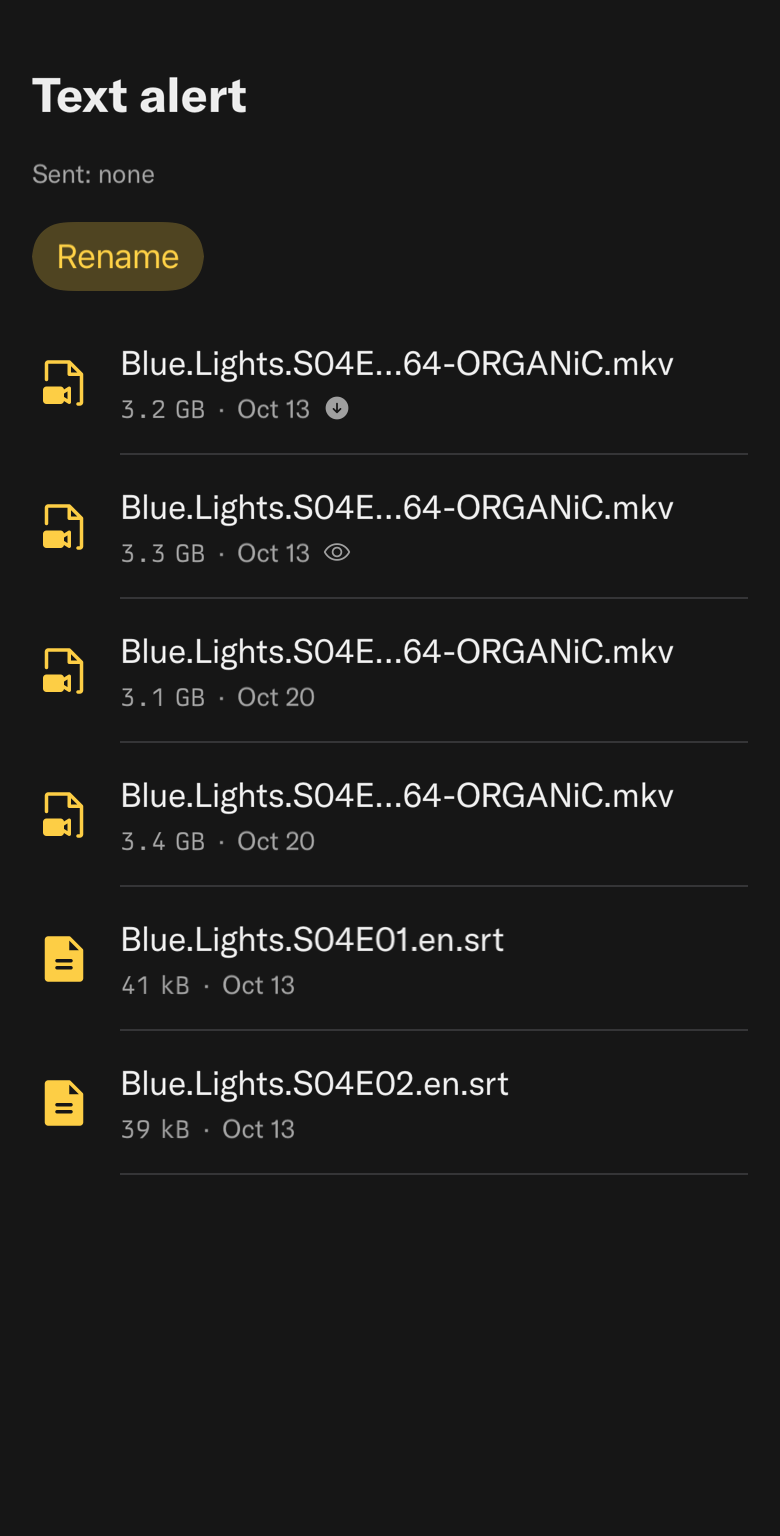 Text alert
Sent: none
Rename
Blue.Lights.S04E...64-ORGANiC.mkv
3.2 GB · Oct 13
Blue.Lights.S04E...64-ORGANiC.mkv
3.3 GB · Oct 13
Blue.Lights.S04E...64-ORGANiC.mkv
3.1 GB · Oct 20
Blue.Lights.S04E...64-ORGANiC.mkv
3.4 GB · Oct 20
Blue.Lights.S04E01.en.srt
41 kB · Oct 13
Blue.Lights.S04E02.en.srt
39 kB · Oct 13